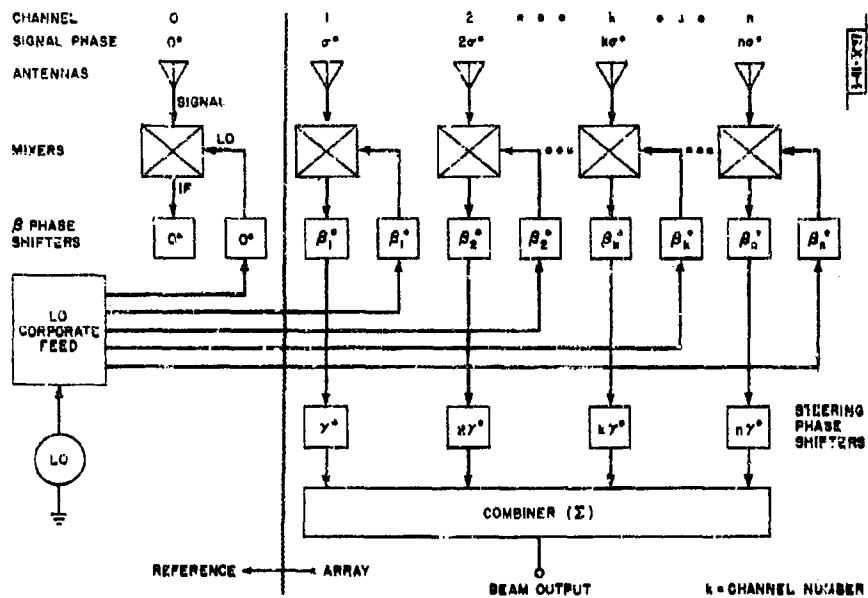 CHANNEL 0 1 2 k n
SIGNAL PHASE 0° σ° 2σ° kσ° nσ°
ANTENNAS
SIGNAL
MIXERS LO
IF
β PHASE SHIFTERS 0° 0° β₁° β₁° β₂° β₂° βₖ° βₖ° βₙ° βₙ°
LO CORPORATE FEED
γ° 2γ° kγ° nγ° STEERING PHASE SHIFTERS
LO
COMBINER (Σ)
REFERENCE ARRAY
BEAM OUTPUT k = CHANNEL NUMBER